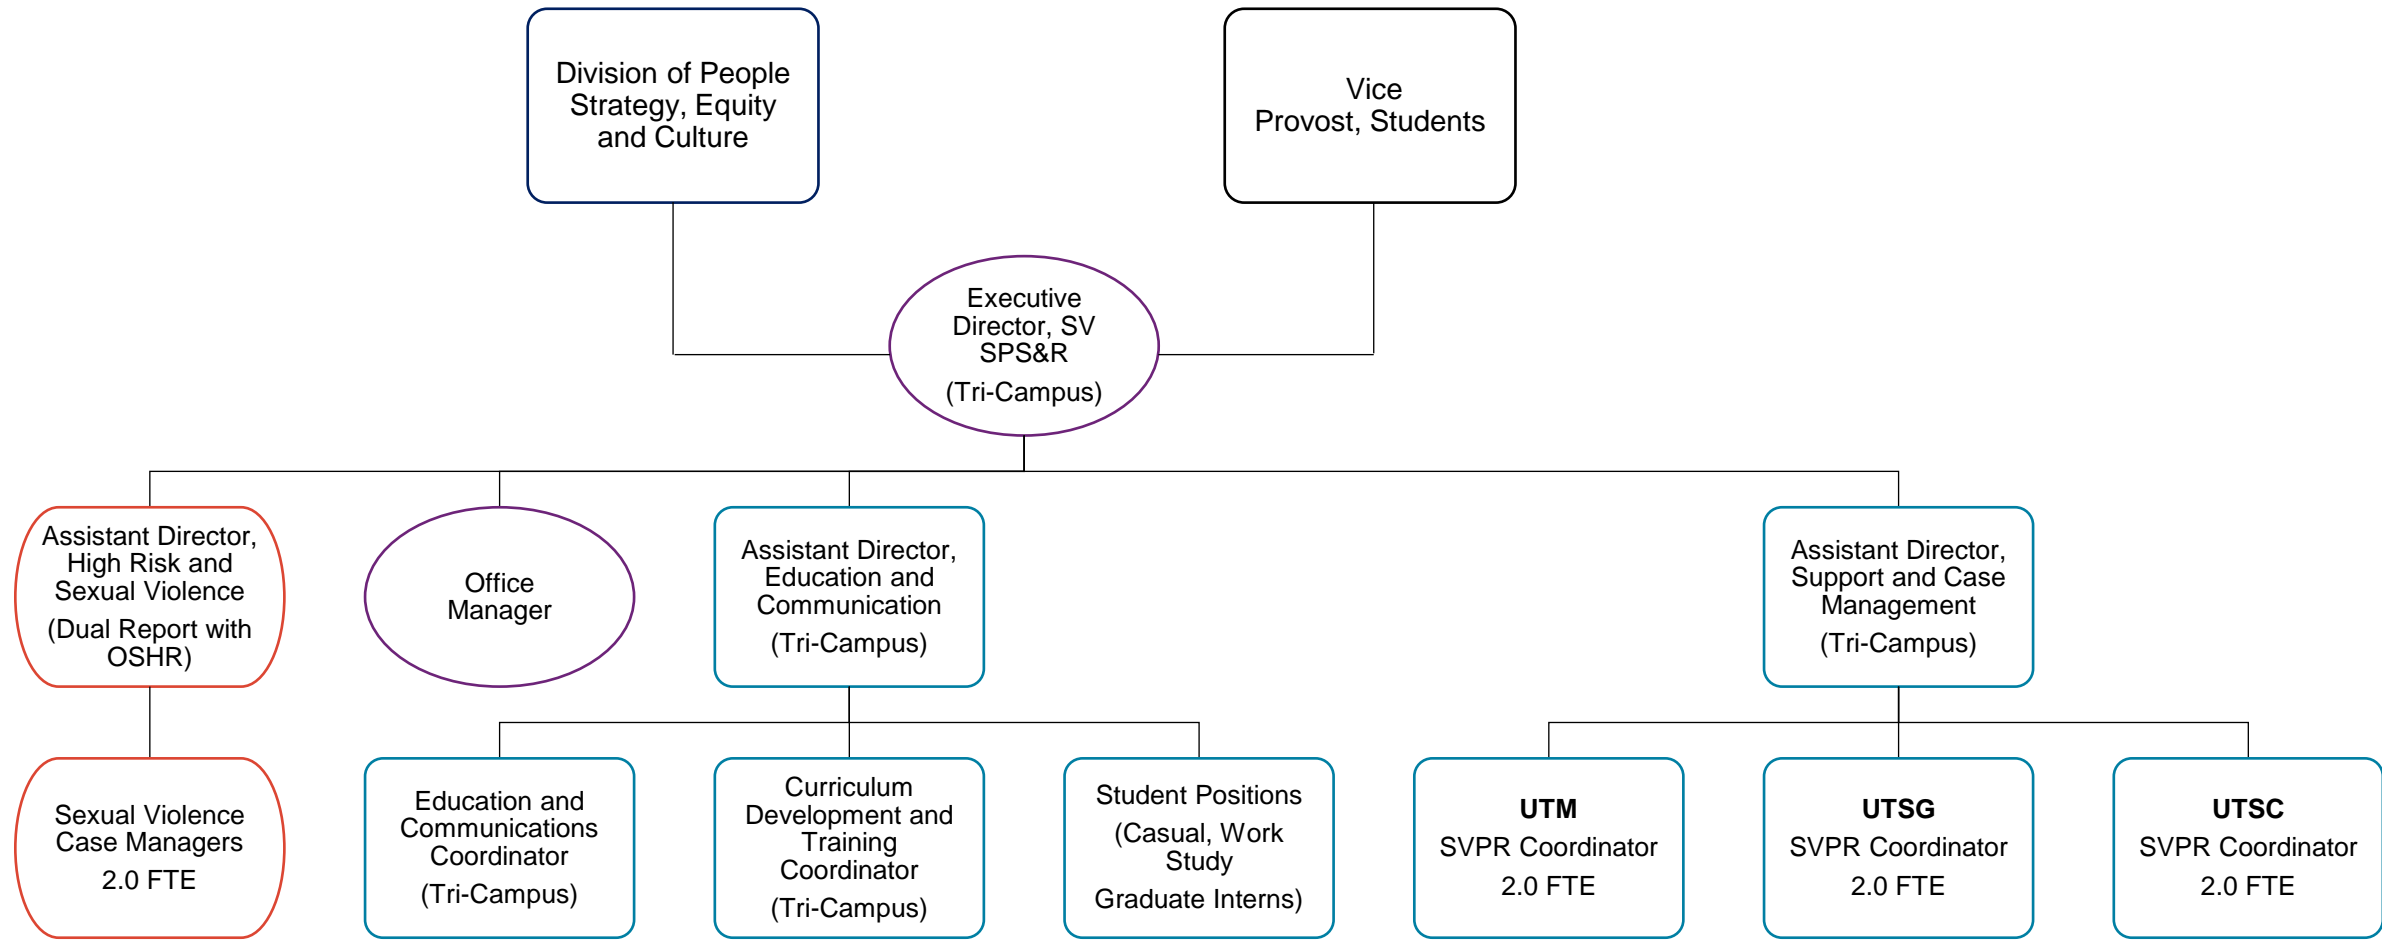 Division of People
Strategy, Equity
and Culture
Vice
Provost, Students
Executive
Director, SV
SPS&R
(Tri-Campus)
Assistant Director,
High Risk and
Sexual Violence
(Dual Report with
OSHR)
Office
Manager
Assistant Director,
Education and
Communication
(Tri-Campus)
Assistant Director,
Support and Case
Management
(Tri-Campus)
Sexual Violence
Case Managers
2.0 FTE
Education and
Communications
Coordinator
(Tri-Campus)
Curriculum
Development and
Training
Coordinator
(Tri-Campus)
Student Positions
(Casual, Work
Study
Graduate Interns)
UTM
SVPR Coordinator
2.0 FTE
UTSG
SVPR Coordinator
2.0 FTE
UTSC
SVPR Coordinator
2.0 FTE